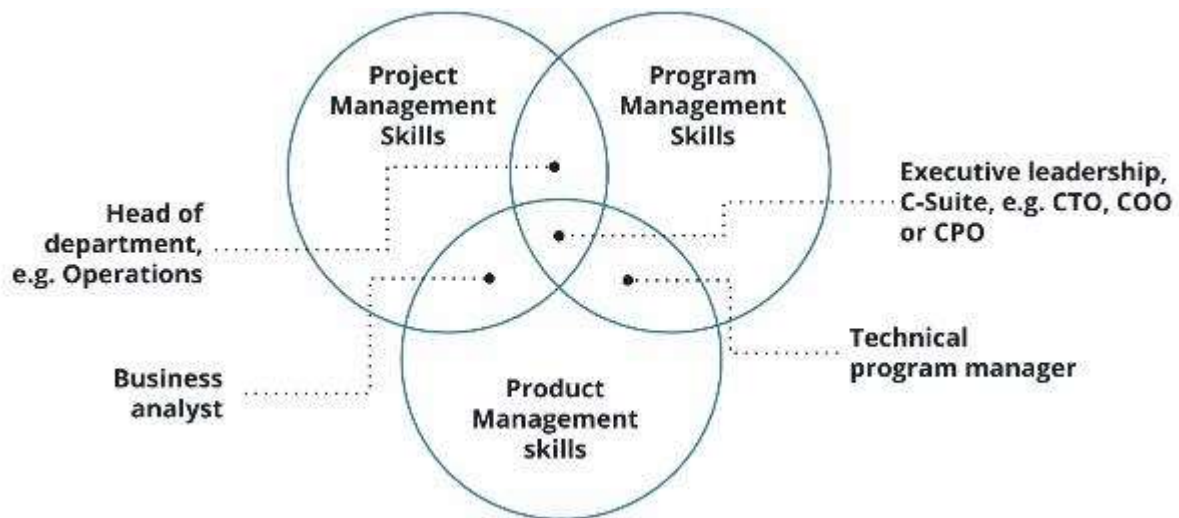 Project
Management
Skills
Program
Management
Skills
Executive leadership,
C-Suite, e.g. CTO, COO
or CPO
Head of
department,
e.g. Operations
Technical
program manager
Business
analyst
Product
Management
skills